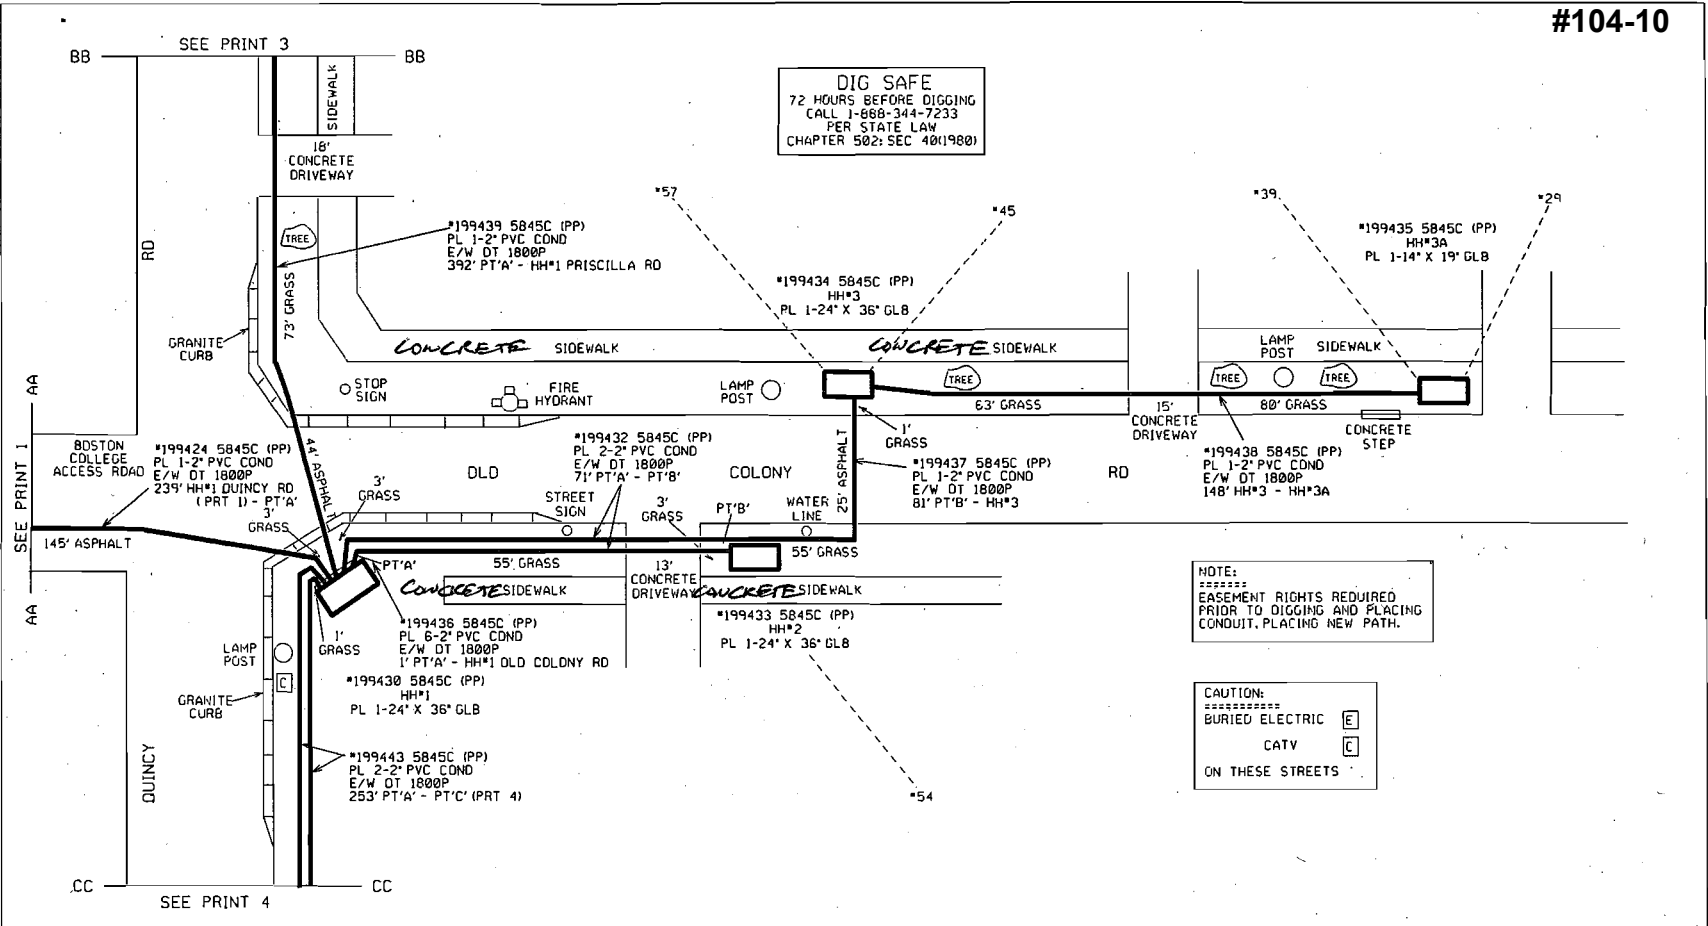 #104-10
SEE PRINT 3
BB
BB
SIDEWALK
18'
CONCRETE
DRIVEWAY
DIG SAFE
72 HOURS BEFORE DIGGING
CALL 1-888-344-7233
PER STATE LAW
CHAPTER 502: SEC 40(1980)
*57
*45
*39
*29
RD
TREE
*199439 5845C (PP)
PL 1-2" PVC COND
E/W DT 1800P
392' PT'A' - HH#1 PRISCILLA RD
*199434 5845C (PP)
HH#3
PL 1-24" X 36" GLB
*199435 5845C (PP)
HH#3A
PL 1-14" X 19" GLB
73' GRASS
GRANITE
CURB
CONCRETE SIDEWALK
CONCRETE SIDEWALK
LAMP
POST
SIDEWALK
STOP
SIGN
FIRE
HYDRANT
LAMP
POST
TREE
TREE
TREE
63' GRASS
15'
CONCRETE
DRIVEWAY
80' GRASS
CONCRETE
STEP
1'
GRASS
AA
SEE PRINT 1
AA
BOSTON
COLLEGE
ACCESS ROAD
*199424 5845C (PP)
PL 1-2" PVC COND
E/W DT 1800P
239' HH#1 QUINCY RD
(PRT 1) - PT'A'
44' ASPHALT
3'
GRASS
3'
GRASS
145' ASPHALT
OLD
COLONY
RD
*199432 5845C (PP)
PL 2-2" PVC COND
E/W DT 1800P
71' PT'A' - PT'B'
STREET
SIGN
3'
GRASS
PT'B'
WATER
LINE
25' ASPHALT
*199437 5845C (PP)
PL 1-2" PVC COND
E/W DT 1800P
81' PT'B' - HH#3
*199438 5845C (PP)
PL 1-2" PVC COND
E/W DT 1800P
148' HH#3 - HH#3A
PT'A'
55' GRASS
13'
CONCRETE
DRIVEWAY
55' GRASS
CONCRETE SIDEWALK
CONCRETE SIDEWALK
*199436 5845C (PP)
PL 6-2" PVC COND
E/W DT 1800P
1' PT'A' - HH#1 OLD COLONY RD
*199433 5845C (PP)
HH#2
PL 1-24" X 36" GLB
1'
GRASS
LAMP
POST
C
GRANITE
CURB
*199430 5845C (PP)
HH#1
PL 1-24" X 36" GLB
NOTE:
=======
EASEMENT RIGHTS REQUIRED
PRIOR TO DIGGING AND PLACING
CONDUIT. PLACING NEW PATH.
CAUTION:
===========
BURIED ELECTRIC E
CATV C
ON THESE STREETS
QUINCY
*199443 5845C (PP)
PL 2-2" PVC COND
E/W DT 1800P
253' PT'A' - PT'C' (PRT 4)
*54
CC
CC
SEE PRINT 4